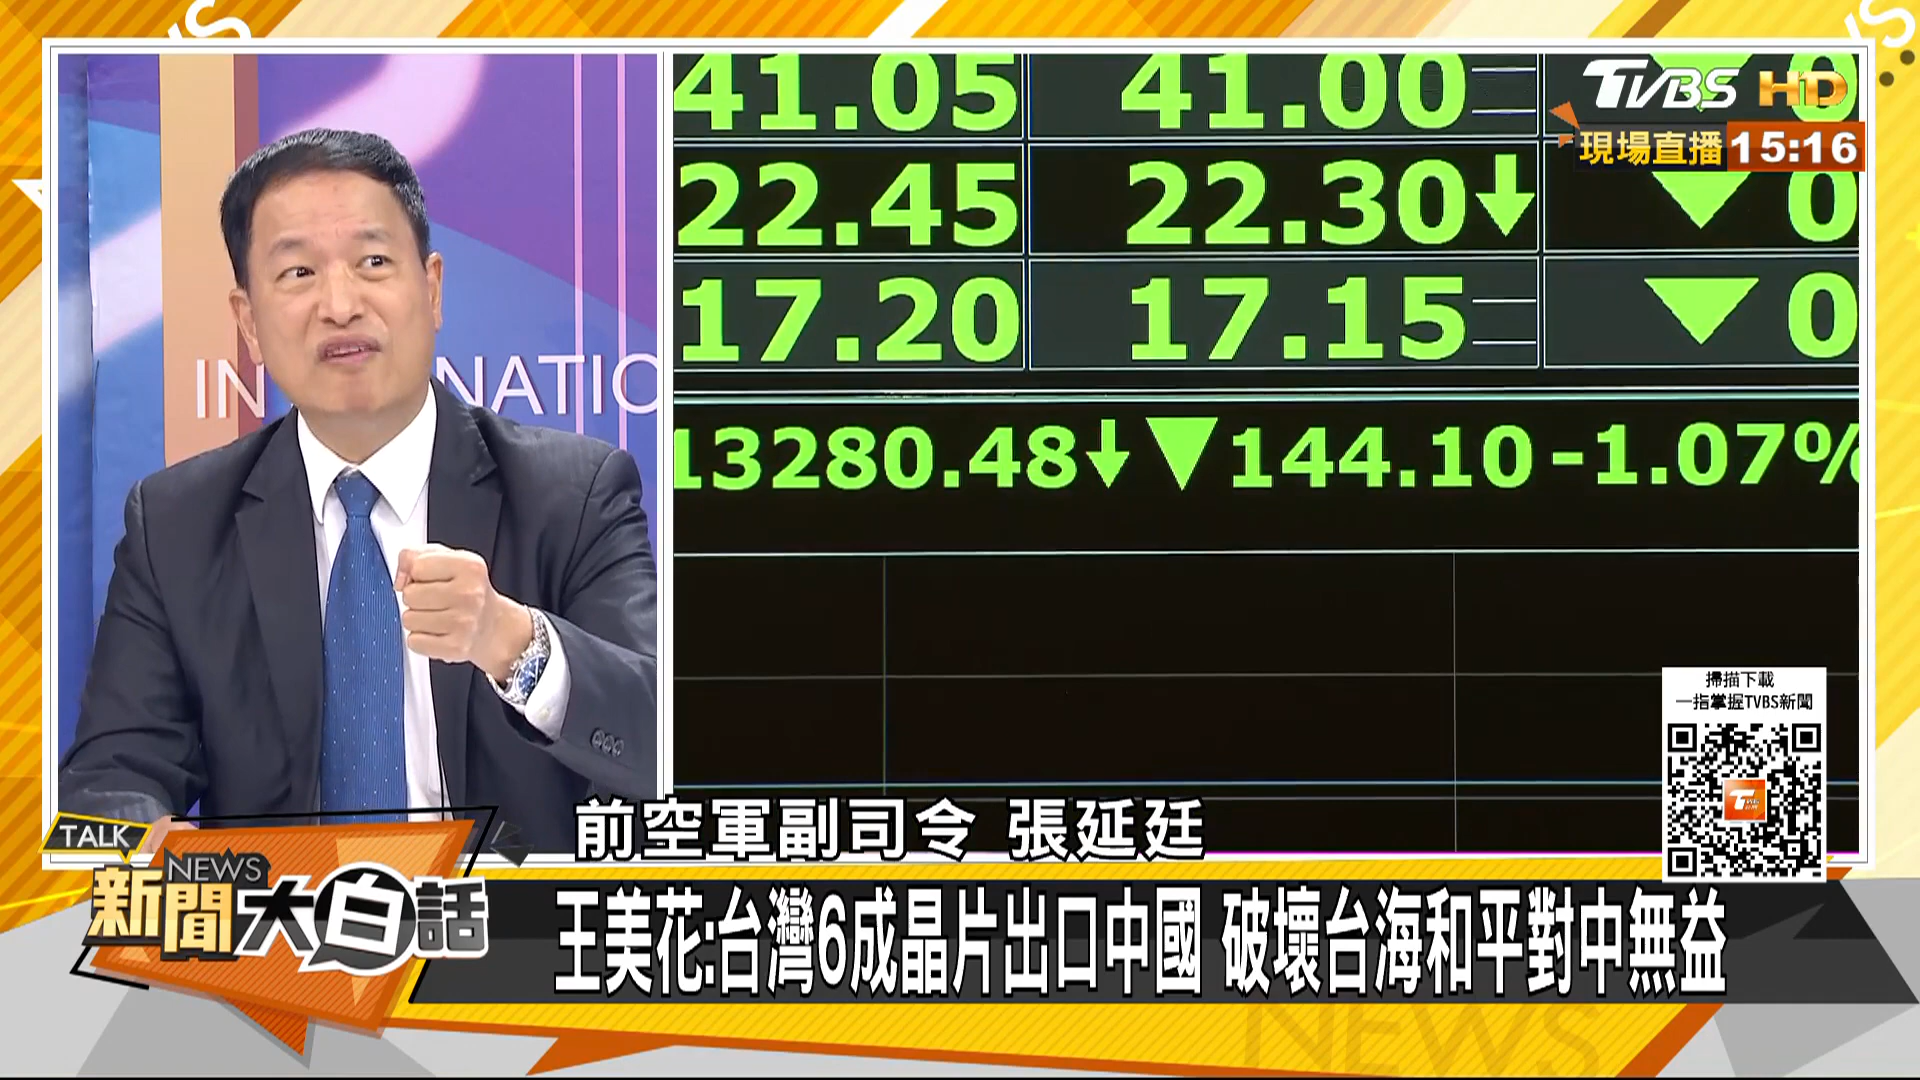 TVBS HD
現場直播 15:16
41.05 41.00 0
22.45 22.30 0
17.20 17.15 0
13280.48 144.10 -1.07%
掃描下載
一指掌握TVBS新聞
前空軍副司令 張延廷
TALK
NEWS
新聞大白話
王美花:台灣6成晶片出口中國 破壞台海和平對中無益
NEWS